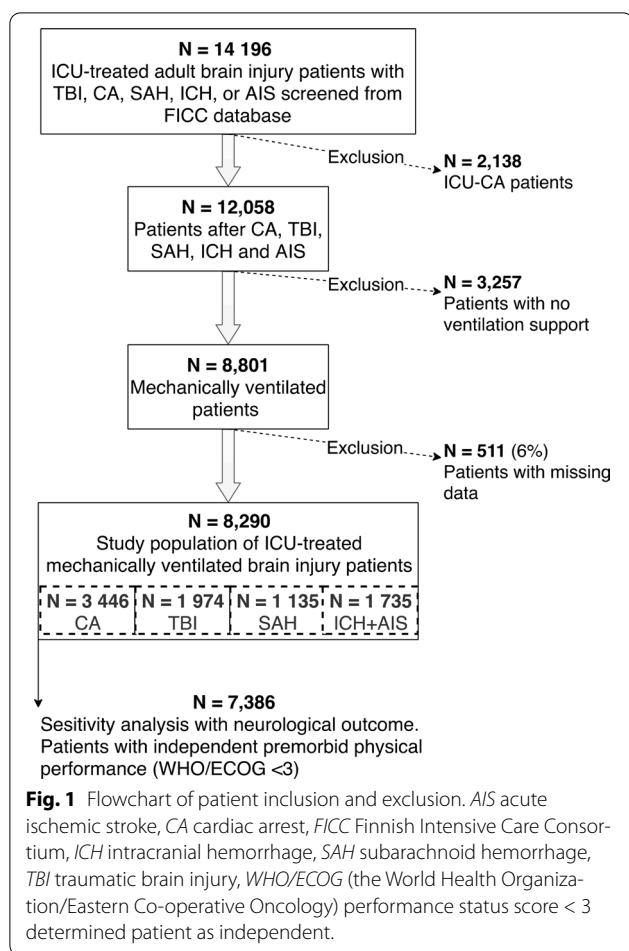 N = 14 196
ICU-treated adult brain injury patients with
TBI, CA, SAH, ICH, or AIS screened from
FICC database
Exclusion
N = 2,138
ICU-CA patients
N = 12,058
Patients after CA, TBI,
SAH, ICH and AIS
Exclusion
N = 3,257
Patients with no
ventilation support
N = 8,801
Mechanically ventilated
patients
Exclusion
N = 511 (6%)
Patients with missing
data
N = 8,290
Study population of ICU-treated
mechanically ventilated brain injury patients
N = 3 446 N = 1 974 N = 1 135 N = 1 735
CA TBI SAH ICH+AIS
N = 7,386
Sesitivity analysis with neurological outcome.
Patients with independent premorbid physical
performance (WHO/ECOG <3)
Fig. 1 Flowchart of patient inclusion and exclusion. AIS acute
ischemic stroke, CA cardiac arrest, FICC Finnish Intensive Care Consor-
tium, ICH intracranial hemorrhage, SAH subarachnoid hemorrhage,
TBI traumatic brain injury, WHO/ECOG (the World Health Organiza-
tion/Eastern Co-operative Oncology) performance status score < 3
determined patient as independent.